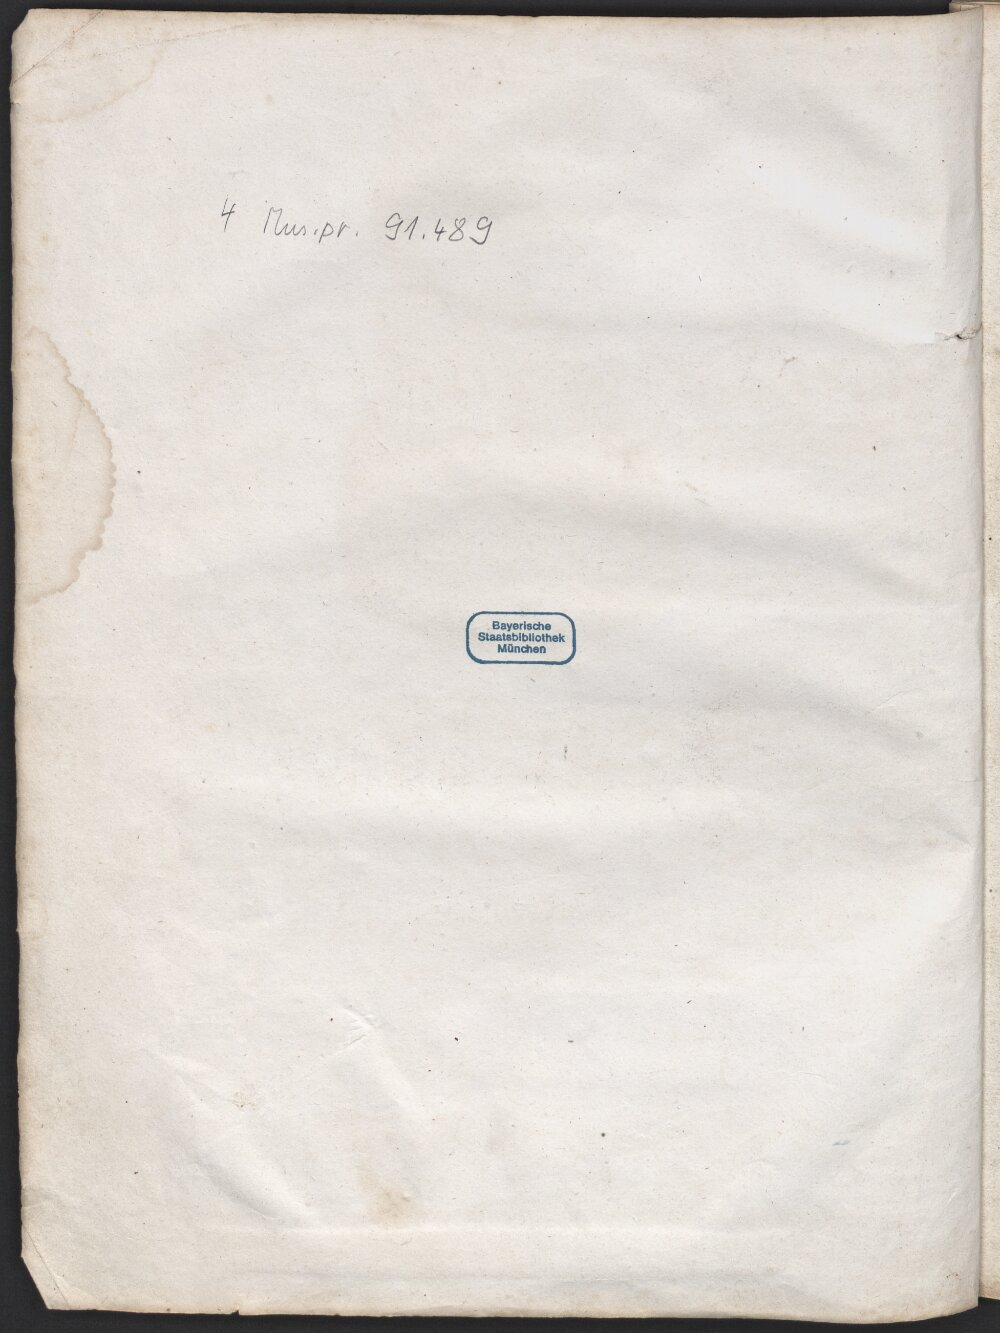 4 Mus.pr. 91.489
Bayerische
Staatsbibliothek
München